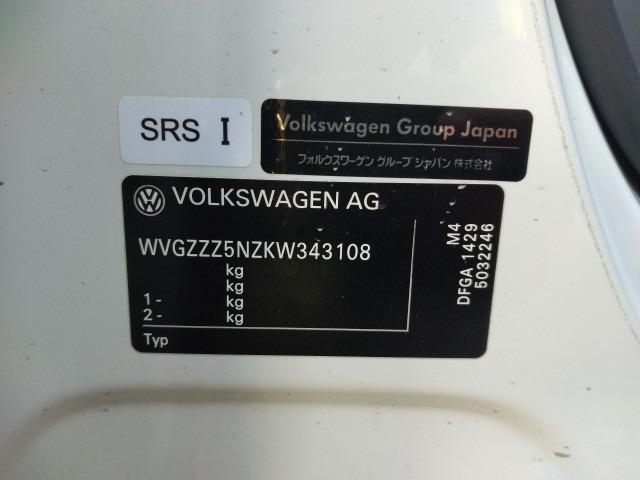 SRS I
Volkswagen Group Japan
フォルクスワーゲン グループ ジャパン 株式会社
VOLKSWAGEN AG
WVGZZZ5NZKW343108
kg
kg
1 - kg
2 - kg
Typ
M4
DFGA 1429
5032246